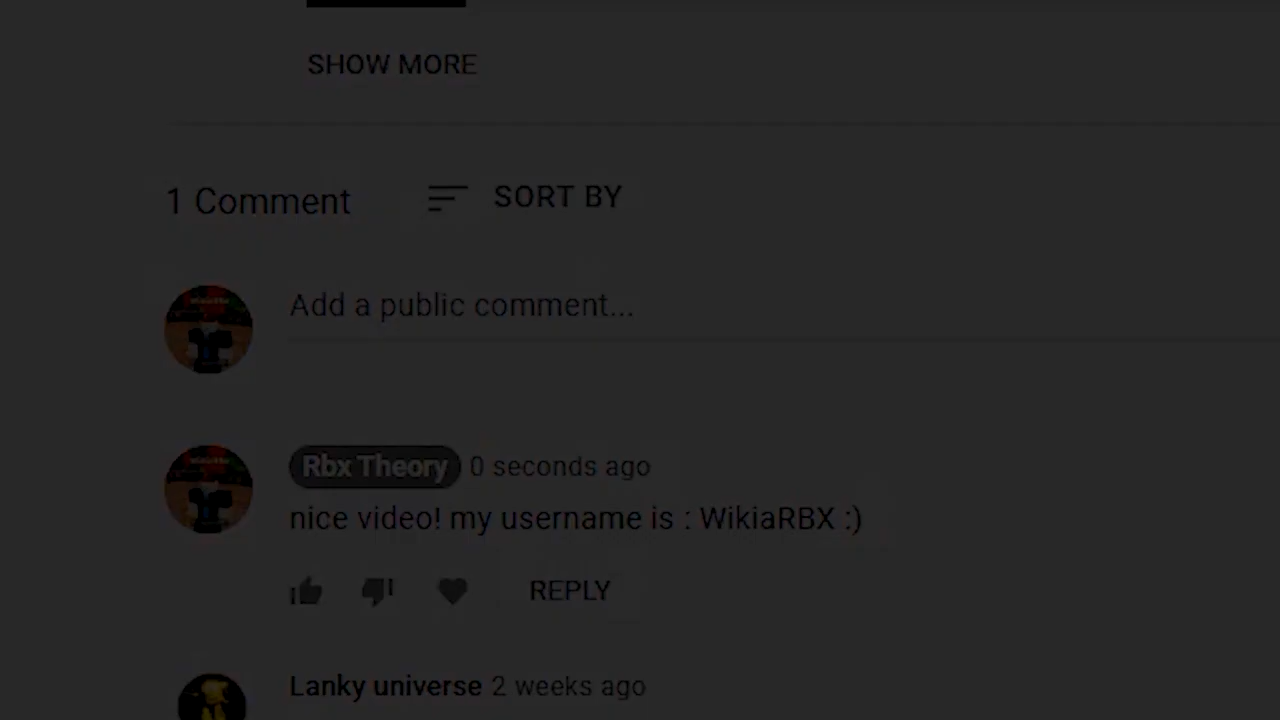 SHOW MORE
1 Comment
SORT BY
Add a public comment...
Rbx Theory 0 seconds ago
nice video! my username is : WikiaRBX :)
REPLY
Lanky universe 2 weeks ago